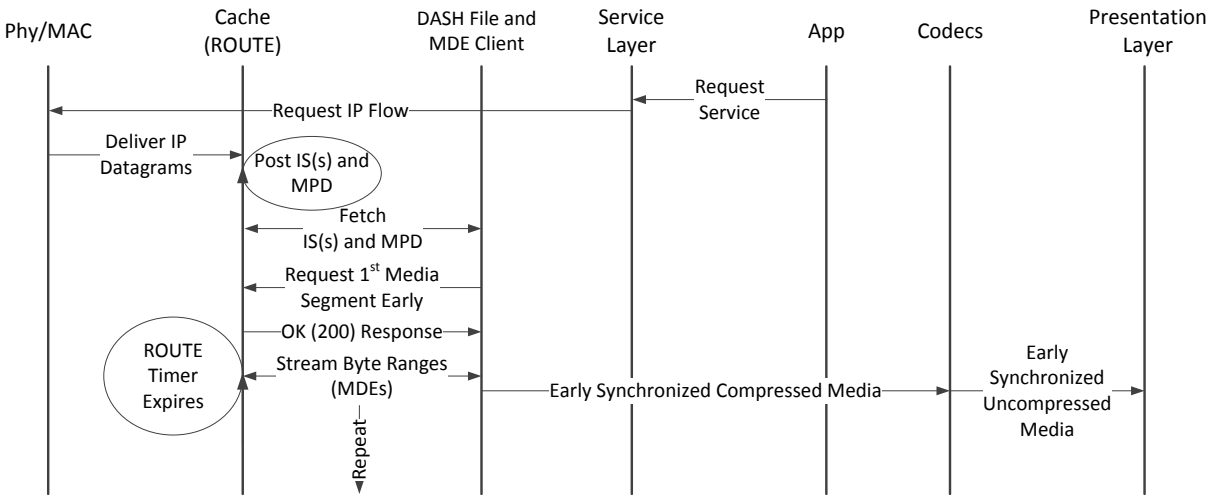 Phy/MAC
Cache
(ROUTE)
DASH File and
MDE Client
Service
Layer
App
Codecs
Presentation
Layer
Request
Service
Request IP Flow
Deliver IP
Datagrams
Post IS(s) and
MPD
Fetch
IS(s) and MPD
Request 1st Media
Segment Early
OK (200) Response
ROUTE
Timer
Expires
Stream Byte Ranges
(MDEs)
Early Synchronized Compressed Media
Early
Synchronized
Uncompressed
Media
Repeat